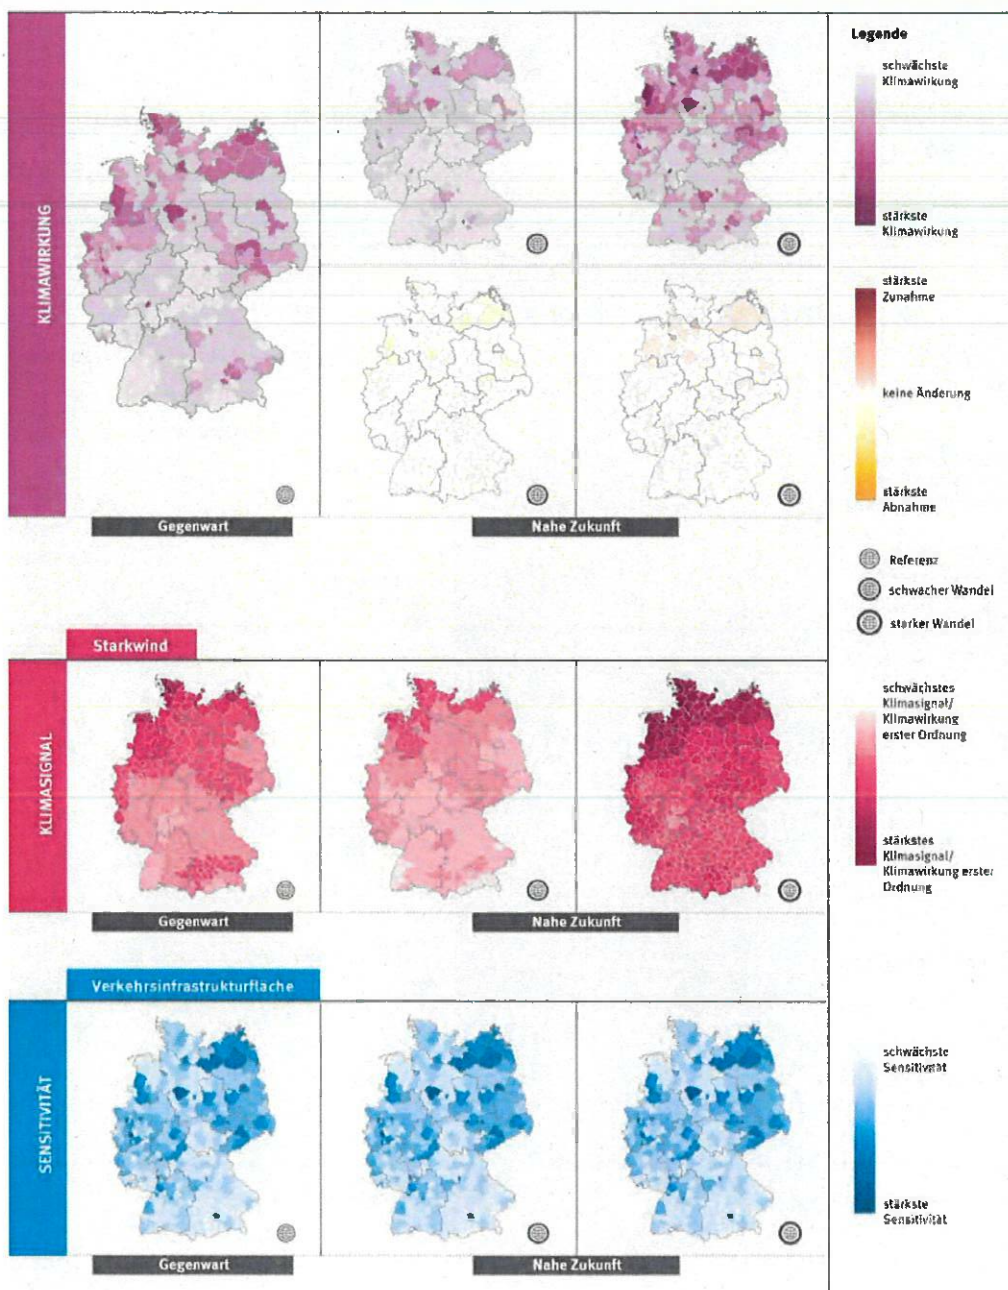 KLIMAWIRKUNG
Gegenwart
Nahe Zukunft
Starkwind
KLIMASIGNAL
Gegenwart
Nahe Zukunft
Verkehrsinfrastrukturfläche
SENSITIVITÄT
Gegenwart
Nahe Zukunft
Legende
schwächste
Klimawirkung
stärkste
Klimawirkung
stärkste
Zunahme
keine Änderung
stärkste
Abnahme
Referenz
schwacher Wandel
starker Wandel
schwächstes
Klimasignal/
Klimawirkung
erster Ordnung
stärkstes
Klimasignal/
Klimawirkung erster
Ordnung
schwächste
Sensitivität
stärkste
Sensitivität